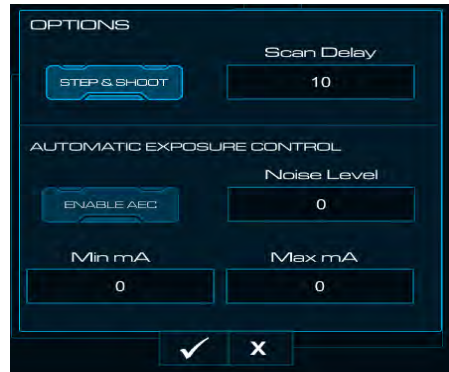 OPTIONS
Scan Delay
STEP & SHOOT
10
AUTOMATIC EXPOSURE CONTROL
Noise Level
ENABLE AEC
0
Min mA
Max mA
0
0
X